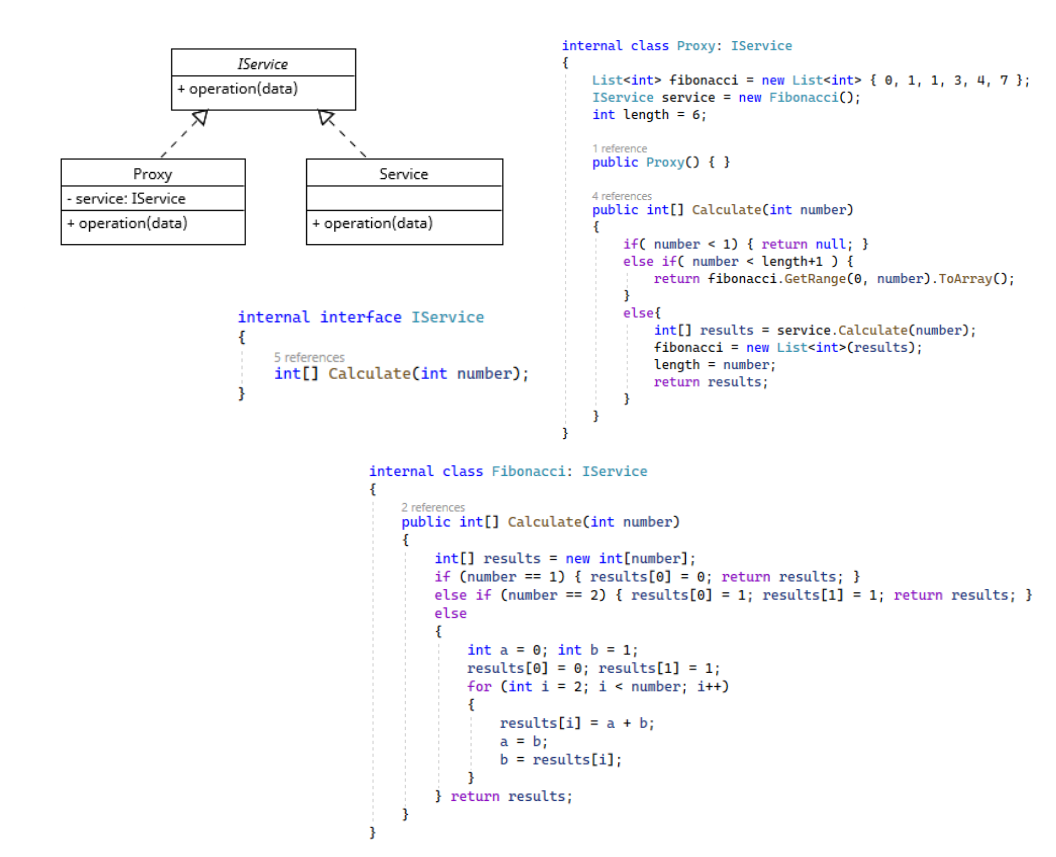 IService
+ operation(data)
Proxy
- service: IService
+ operation(data)
Service
+ operation(data)
internal interface IService
{
5 references
int[] Calculate(int number);
}
internal class Proxy: IService
{
List<int> fibonacci = new List<int> { 0, 1, 1, 3, 4, 7 };
IService service = new Fibonacci();
int length = 6;
1 reference
public Proxy() { }
4 references
public int[] Calculate(int number)
{
if( number < 1) { return null; }
else if( number < length+1 ) {
return fibonacci.GetRange(0, number).ToArray();
}
else{
int[] results = service.Calculate(number);
fibonacci = new List<int>(results);
length = number;
return results;
}
}
}
internal class Fibonacci: IService
{
2 references
public int[] Calculate(int number)
{
int[] results = new int[number];
if (number == 1) { results[0] = 0; return results; }
else if (number == 2) { results[0] = 1; results[1] = 1; return results; }
else
{
int a = 0; int b = 1;
results[0] = 0; results[1] = 1;
for (int i = 2; i < number; i++)
{
results[i] = a + b;
a = b;
b = results[i];
}
} return results;
}
}